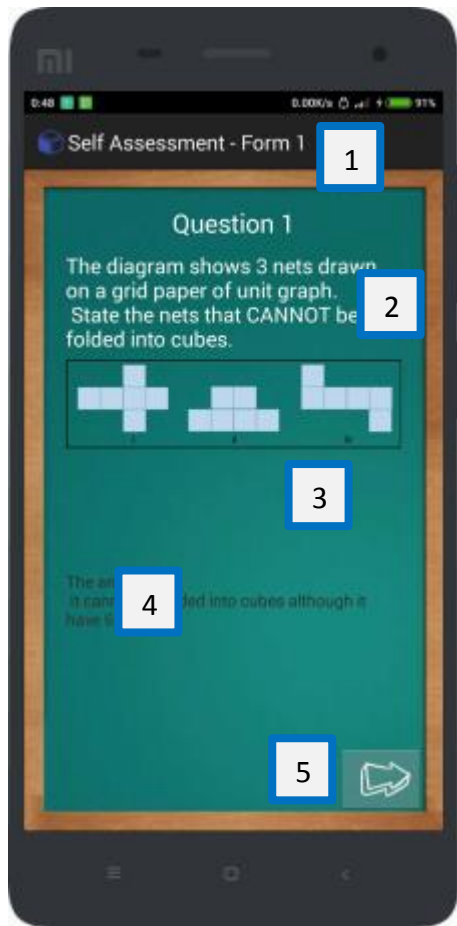 mi
0:48 0.00K/s 91%
Self Assessment - Form 1
1
Question 1
The diagram shows 3 nets drawn
on a grid paper of unit graph.
State the nets that CANNOT be
folded into cubes.
2
3
The
it ded into cubes although it
have
4
5